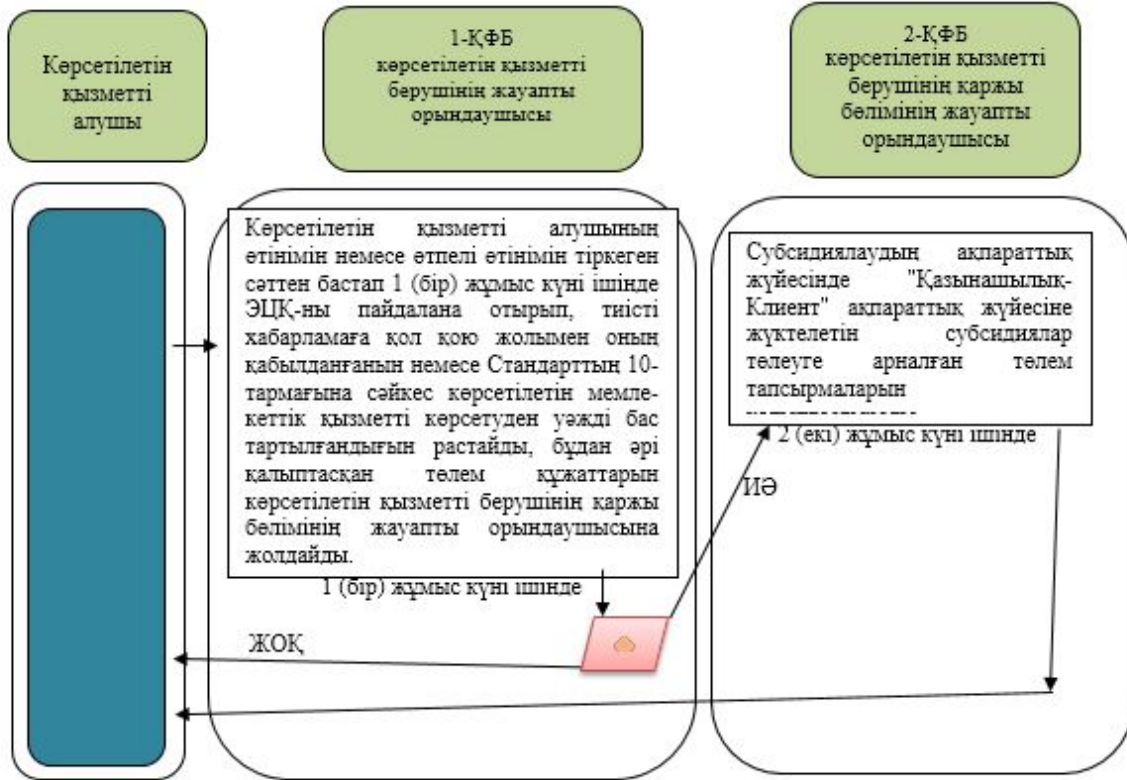 Көрсетілетін
қызметті
алушы
1-ҚФБ
көрсетілетін қызметті
берушінің жауапты
орындаушысы
2-ҚФБ
көрсетілетін қызметті
берушінің қаржы
бөлімінің жауапты
орындаушысы
Көрсетілетін қызметті алушының
өтінімін немесе өтпелі өтінімін тіркеген
сәттен бастап 1 (бір) жұмыс күні ішінде
ЭЦҚ-ны пайдалана отырып, тиісті
хабарламаға қол қою жолымен оның
қабылданғанын немесе Стандарттың 10-
тармағына сәйкес көрсетілетін мемле-
кеттік қызметті көрсетуден уәжді бас
тартылғандығын растайды, бұдан әрі
қалыптасқан төлем құжаттарын
көрсетілетін қызметті берушінің қаржы
бөлімінің жауапты орындаушысына
жолдайды.
1 (бір) жұмыс күні ішінде
Субсидиялаудың ақпараттық
жүйесінде "Қазынашылық-
Клиент" ақпараттық жүйесіне
жүктелетін субсидиялар
төлеуге арналған төлем
тапсырмаларын
2 (екі) жұмыс күні ішінде
ИӘ
ЖОҚ